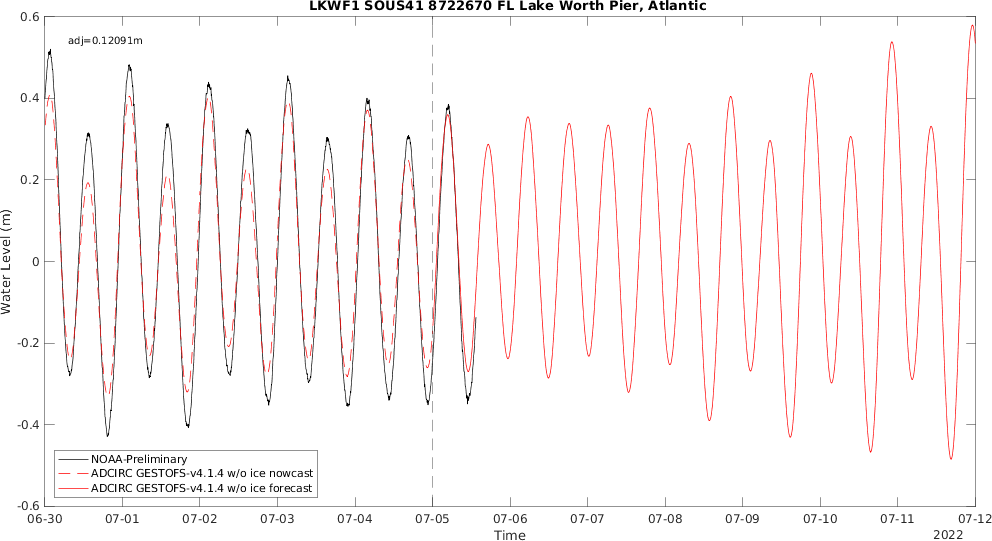 LKWF1 SOUS41 8722670 FL Lake Worth Pier, Atlantic
adj=0.12091m
0.6
0.4
0.2
0
-0.2
-0.4
-0.6
Water Level (m)
NOAA-Preliminary
ADCIRC GESTOFS-v4.1.4 w/o ice nowcast
ADCIRC GESTOFS-v4.1.4 w/o ice forecast
06-30 07-01 07-02 07-03 07-04 07-05 07-06 07-07 07-08 07-09 07-10 07-11 07-12
Time
2022